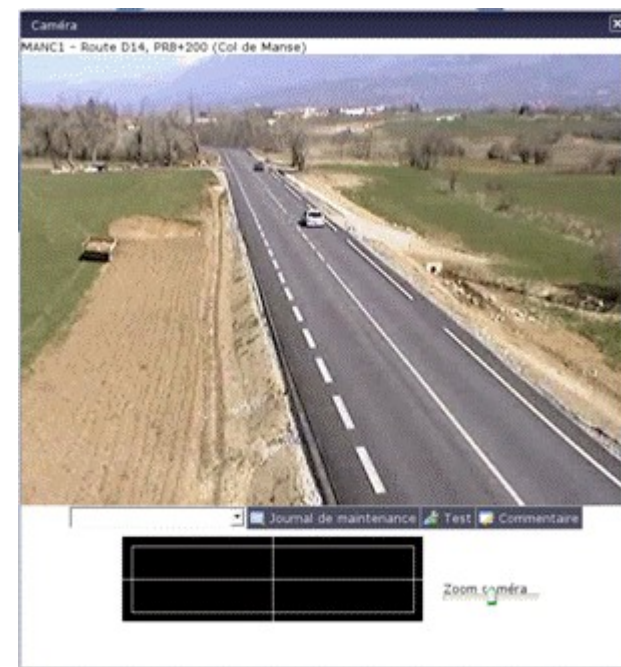 Caméra
MANC1 - Route D14, PR8+200 (Col de Manse)
Journal de maintenance Test Commentaire
Zoom caméra